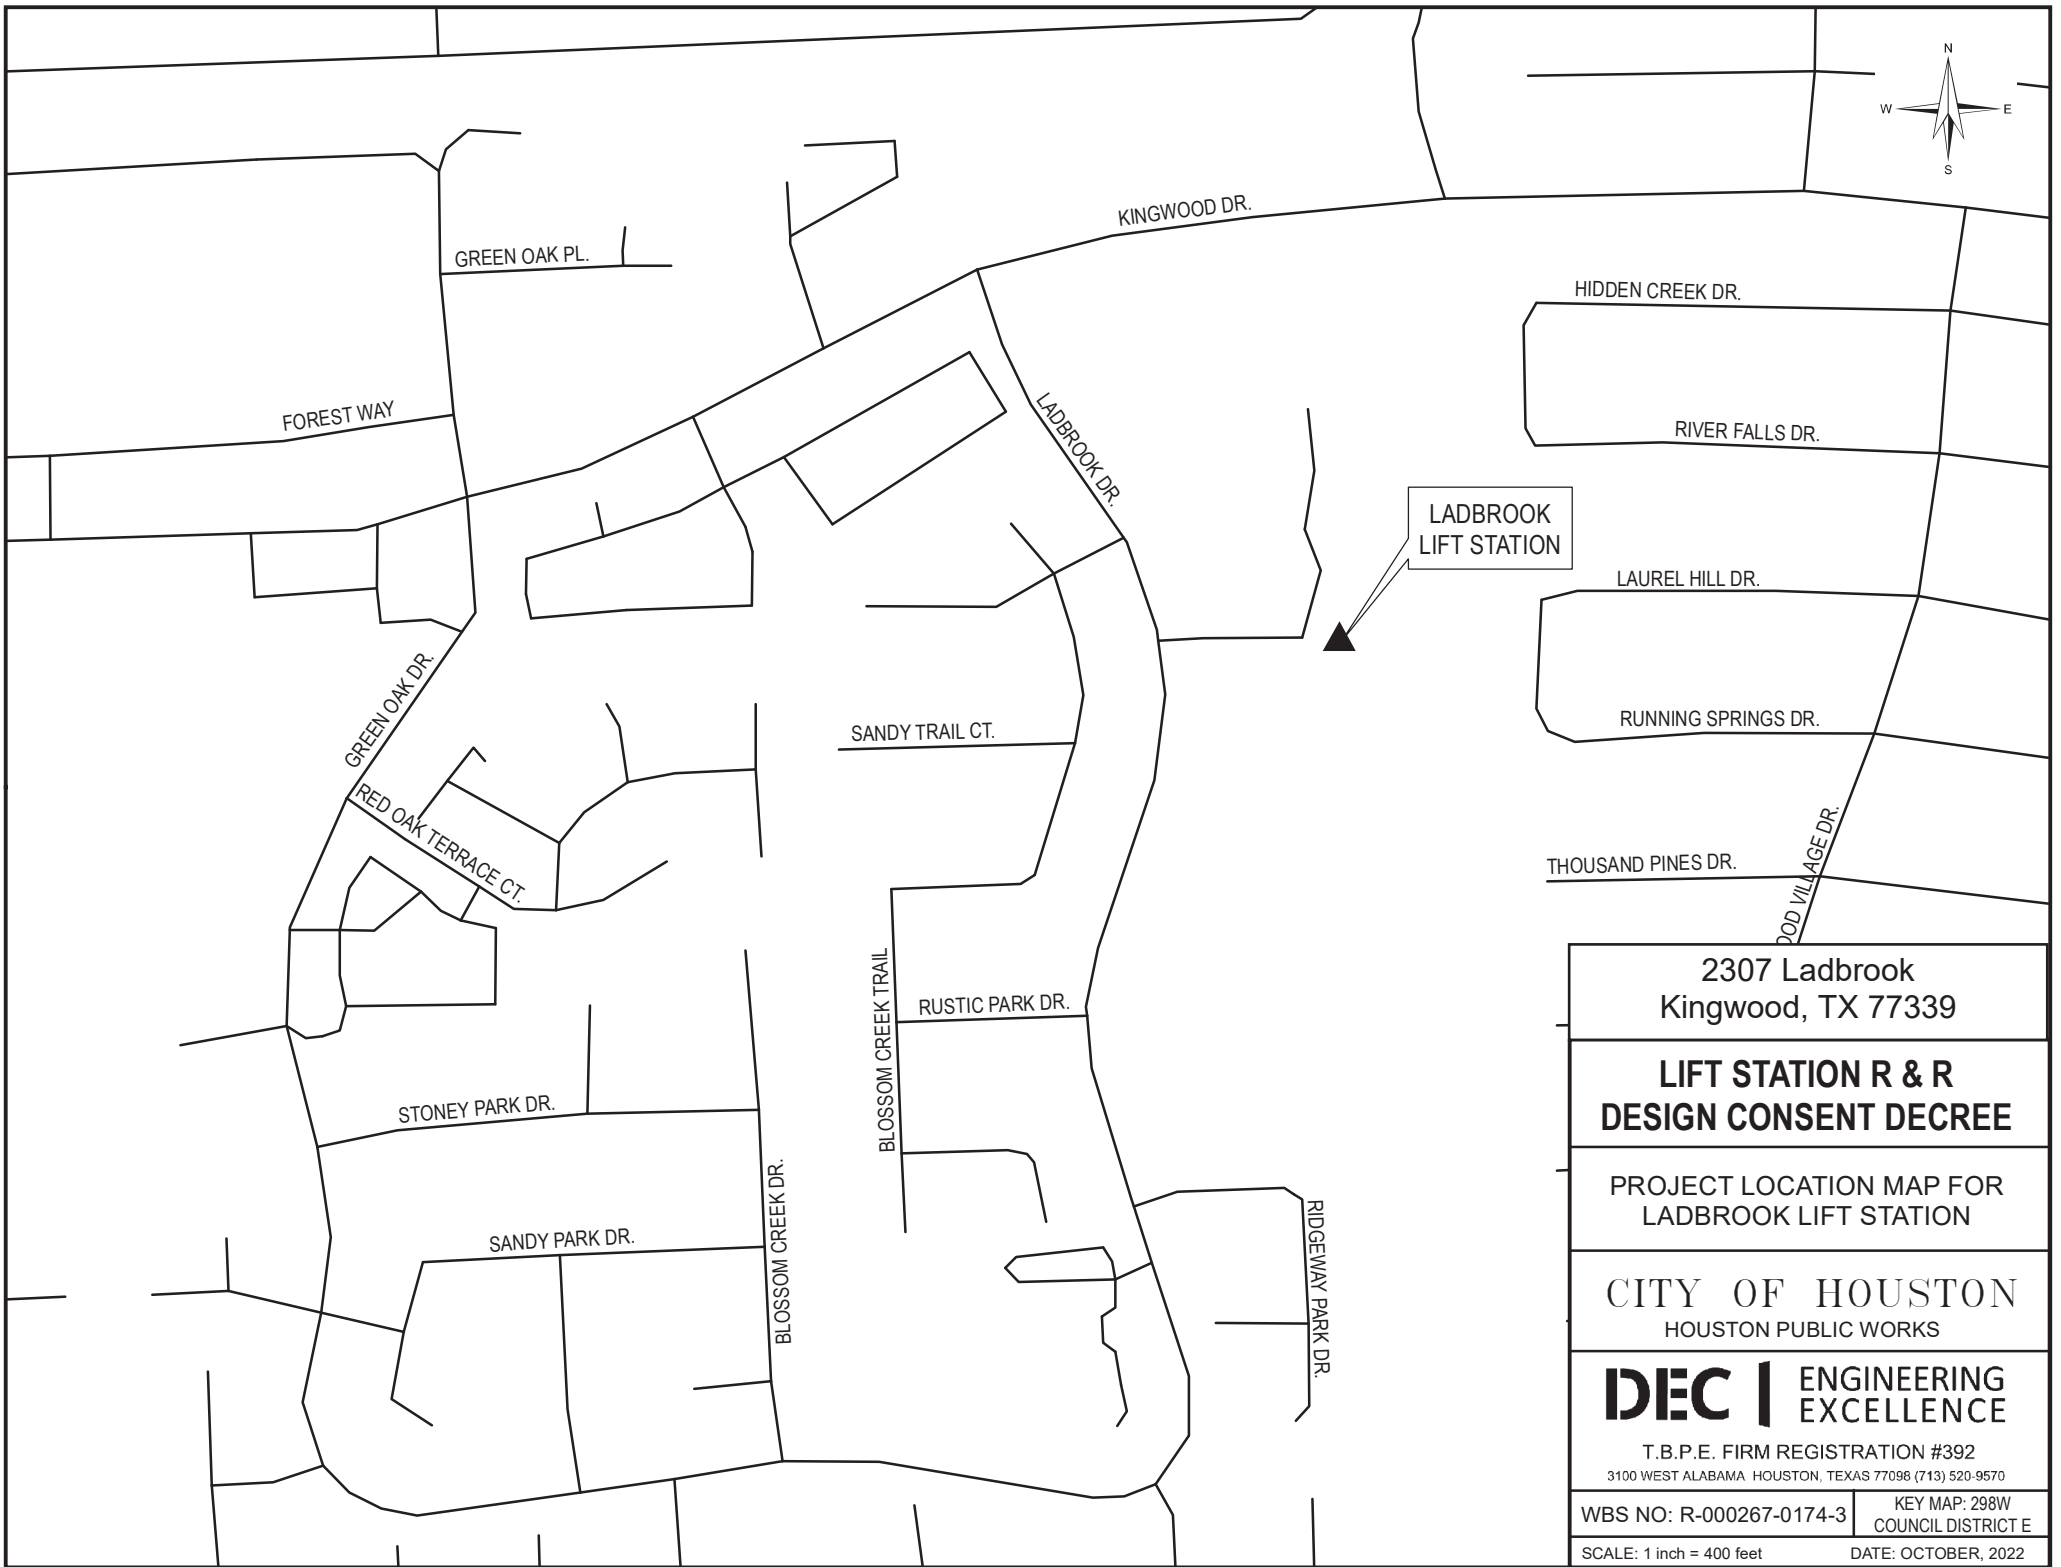 N
W E
S
KINGWOOD DR.
GREEN OAK PL.
HIDDEN CREEK DR.
FOREST WAY
LADBROOK DR.
RIVER FALLS DR.
LADBROOK
LIFT STATION
LAUREL HILL DR.
GREEN OAK DR.
SANDY TRAIL CT.
RUNNING SPRINGS DR.
RED OAK TERRACE CT.
THOUSAND PINES DR.
OOD VILLAGE DR.
BLOSSOM CREEK TRAIL
RUSTIC PARK DR.
STONEY PARK DR.
BLOSSOM CREEK DR.
SANDY PARK DR.
RIDGEWAY PARK DR.
2307 Ladbrook
Kingwood, TX 77339
LIFT STATION R & R
DESIGN CONSENT DECREE
PROJECT LOCATION MAP FOR
LADBROOK LIFT STATION
CITY OF HOUSTON
HOUSTON PUBLIC WORKS
DEC | ENGINEERING
EXCELLENCE
T.B.P.E. FIRM REGISTRATION #392
3100 WEST ALABAMA HOUSTON, TEXAS 77098 (713) 520-9570
WBS NO: R-000267-0174-3
KEY MAP: 298W
COUNCIL DISTRICT E
SCALE: 1 inch = 400 feet
DATE: OCTOBER, 2022